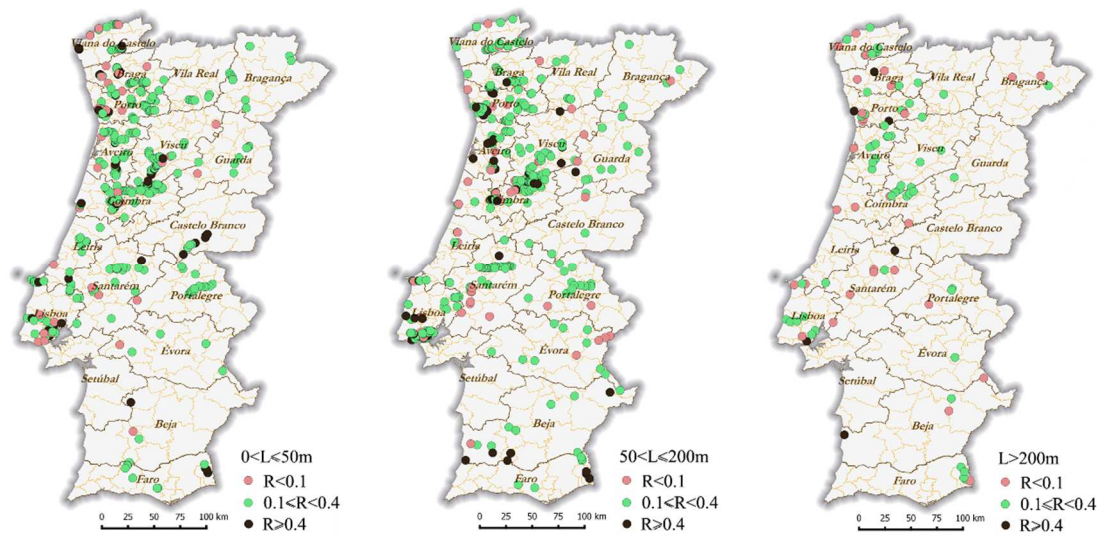 Viana do Castelo
Braga
Vila Real
Bragança
Porto
Aveiro
Viseu
Guarda
Coimbra
Castelo Branco
Leiria
Santarém
Portalegre
Lisboa
Évora
Setúbal
Beja
Faro
0<L⩽50m
R<0.1
0.1⩽R<0.4
R⩾0.4
0 25 50 75 100 km
Viana do Castelo
Braga
Vila Real
Bragança
Porto
Aveiro
Viseu
Guarda
Coimbra
Castelo Branco
Leiria
Santarém
Portalegre
Lisboa
Évora
Setúbal
Beja
Faro
50<L⩽200m
R<0.1
0.1⩽R<0.4
R⩾0.4
0 25 50 75 100 km
Viana do Castelo
Braga
Vila Real
Bragança
Porto
Aveiro
Viseu
Guarda
Coimbra
Castelo Branco
Leiria
Santarém
Portalegre
Lisboa
Évora
Setúbal
Beja
Faro
L>200m
R<0.1
0.1⩽R<0.4
R⩾0.4
0 25 50 75 100 km